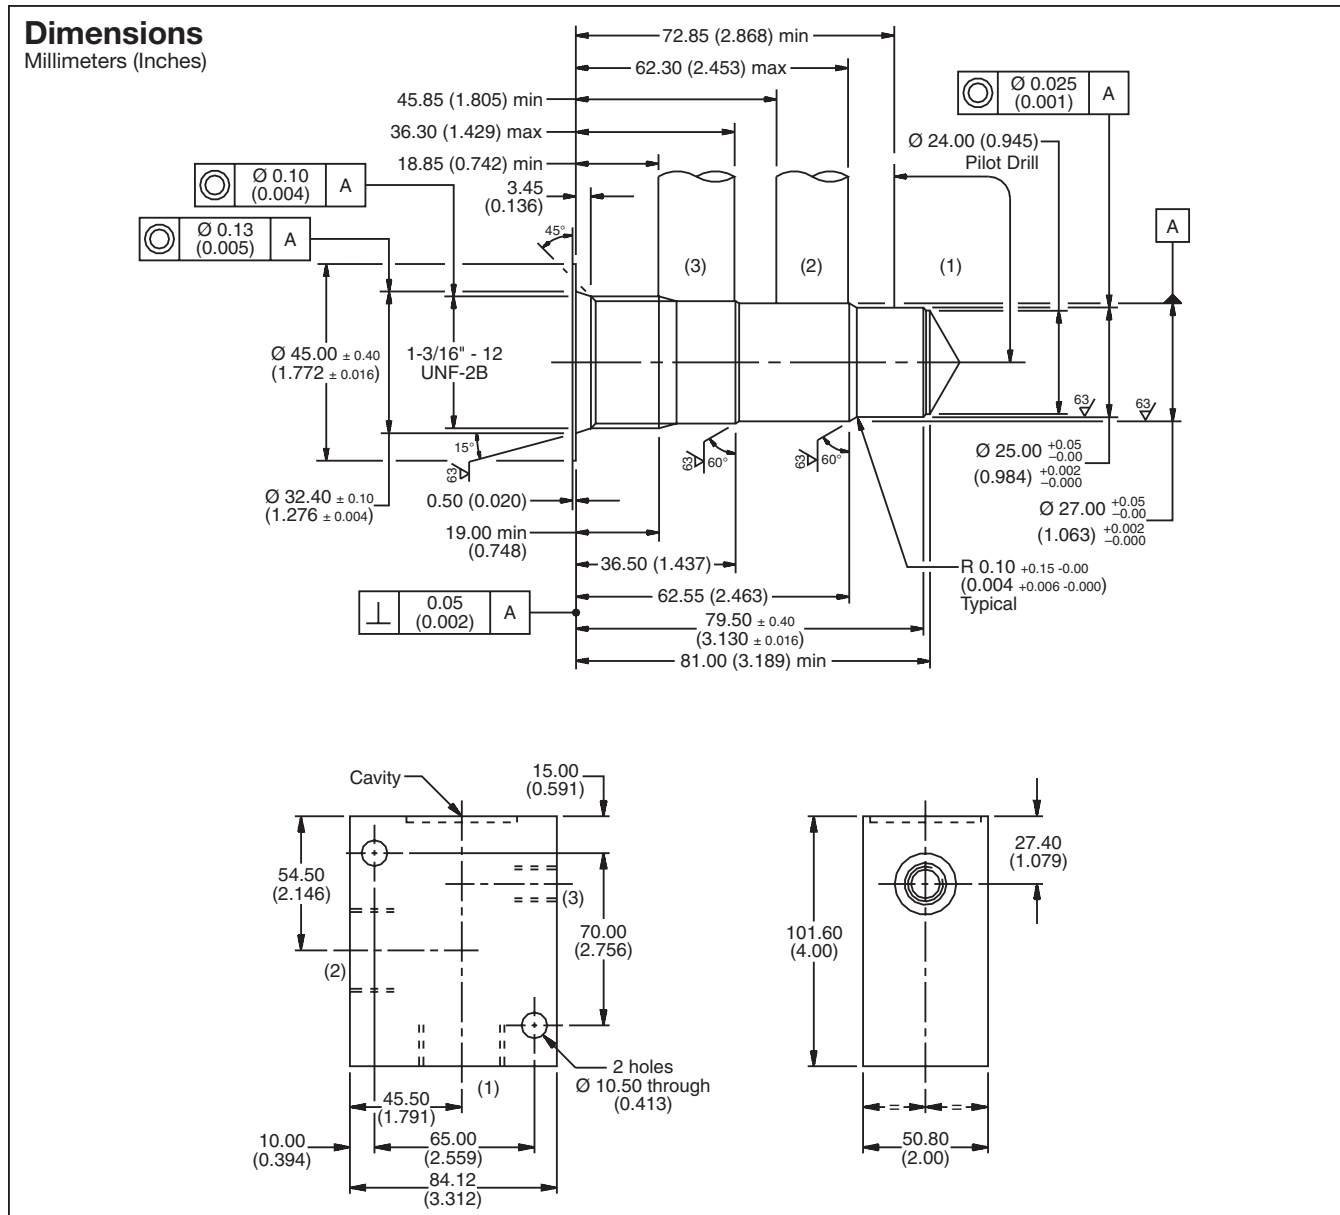 Dimensions
Millimeters (Inches)
72.85 (2.868) min
62.30 (2.453) max
45.85 (1.805) min
36.30 (1.429) max
18.85 (0.742) min
3.45
(0.136)
Ø 0.025
(0.001)
A
Ø 24.00 (0.945)
Pilot Drill
Ø 0.10
(0.004)
A
Ø 0.13
(0.005)
A
45°
A
(3)
(2)
(1)
Ø 45.00 ± 0.40
(1.772 ± 0.016)
1-3/16" - 12
UNF-2B
15°
63
63
60°
63
60°
63
63
Ø 32.40 ± 0.10
(1.276 ± 0.004)
0.50 (0.020)
19.00 min
(0.748)
36.50 (1.437)
62.55 (2.463)
79.50 ± 0.40
(3.130 ± 0.016)
81.00 (3.189) min
Ø 25.00 +0.05 –0.00
(0.984) +0.002 –0.000
Ø 27.00 +0.05 –0.00
(1.063) +0.002 –0.000
R 0.10 +0.15 -0.00
(0.004 +0.006 -0.000)
Typical
0.05
(0.002)
A
Cavity
15.00
(0.591)
54.50
(2.146)
(3)
70.00
(2.756)
(2)
(1)
2 holes
Ø 10.50 through
(0.413)
45.50
(1.791)
10.00
(0.394)
65.00
(2.559)
84.12
(3.312)
27.40
(1.079)
101.60
(4.00)
= =
50.80
(2.00)